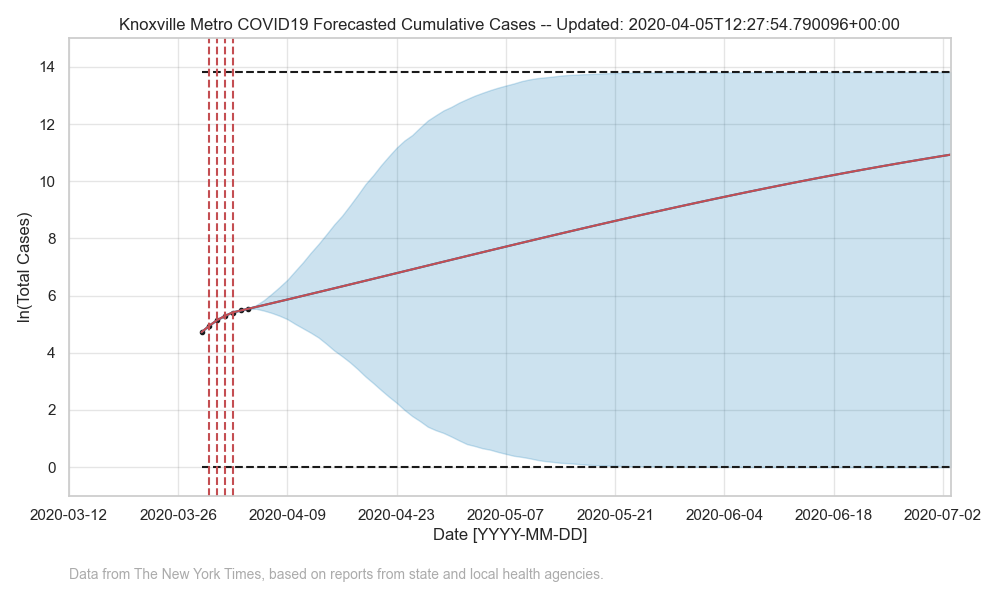 Knoxville Metro COVID19 Forecasted Cumulative Cases -- Updated: 2020-04-05T12:27:54.790096+00:00
ln(Total Cases)
14
12
10
8
6
4
2
0
2020-03-12 2020-03-26 2020-04-09 2020-04-23 2020-05-07 2020-05-21 2020-06-04 2020-06-18 2020-07-02
Date [YYYY-MM-DD]
Data from The New York Times, based on reports from state and local health agencies.